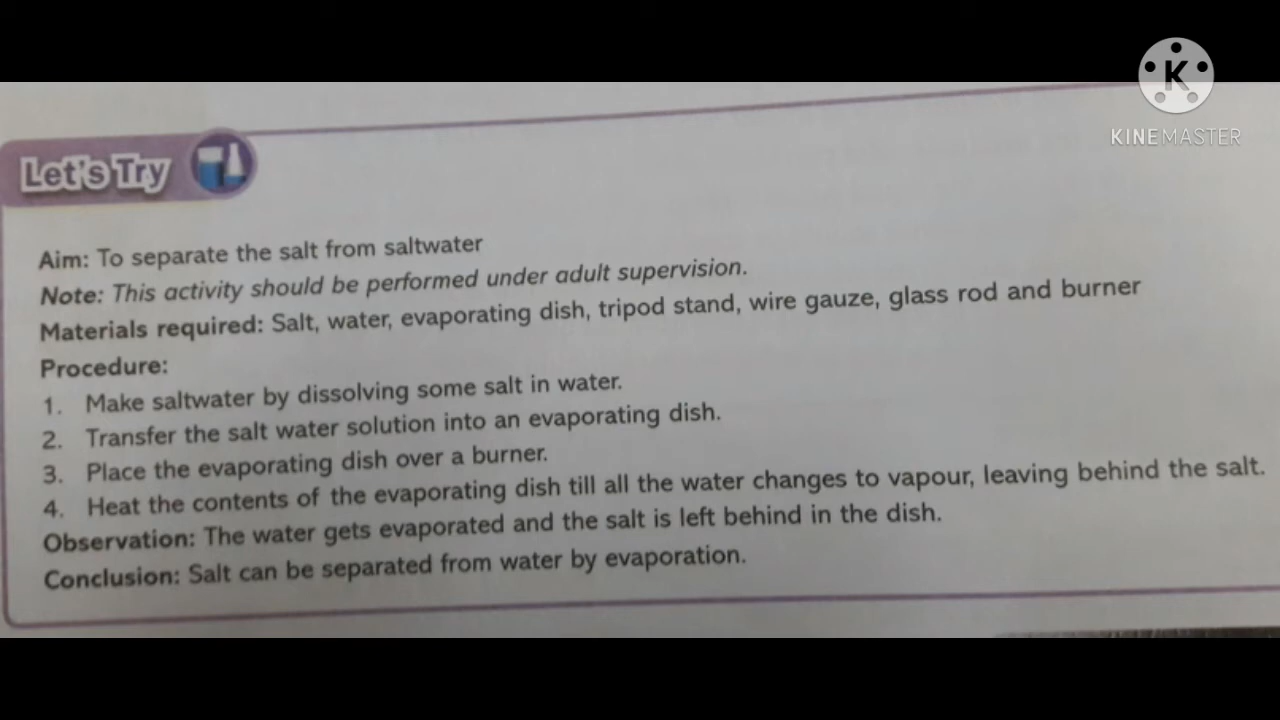 K
KINEMASTER
Let's Try
Aim: To separate the salt from saltwater
Note: This activity should be performed under adult supervision.
Materials required: Salt, water, evaporating dish, tripod stand, wire gauze, glass rod and burner
Procedure:
1. Make saltwater by dissolving some salt in water.
2. Transfer the salt water solution into an evaporating dish.
3. Place the evaporating dish over a burner.
4. Heat the contents of the evaporating dish till all the water changes to vapour, leaving behind the salt.
Observation: The water gets evaporated and the salt is left behind in the dish.
Conclusion: Salt can be separated from water by evaporation.